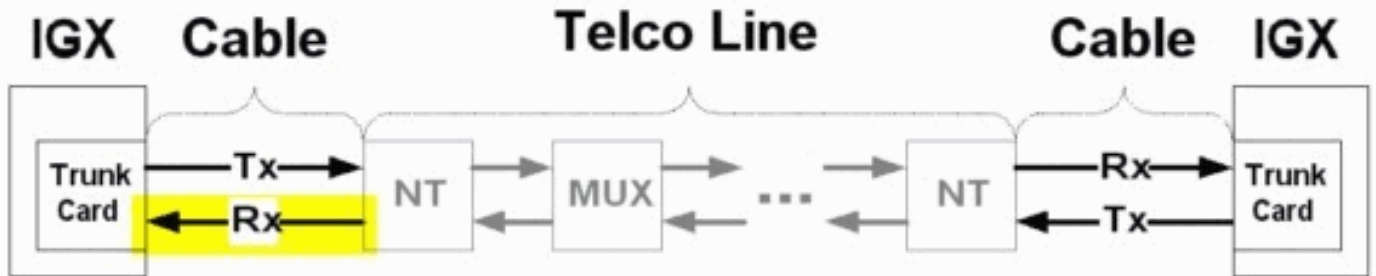 IGX Cable Telco Line Cable IGX
Trunk Card Tx NT MUX ... NT Rx Trunk Card
Rx Tx